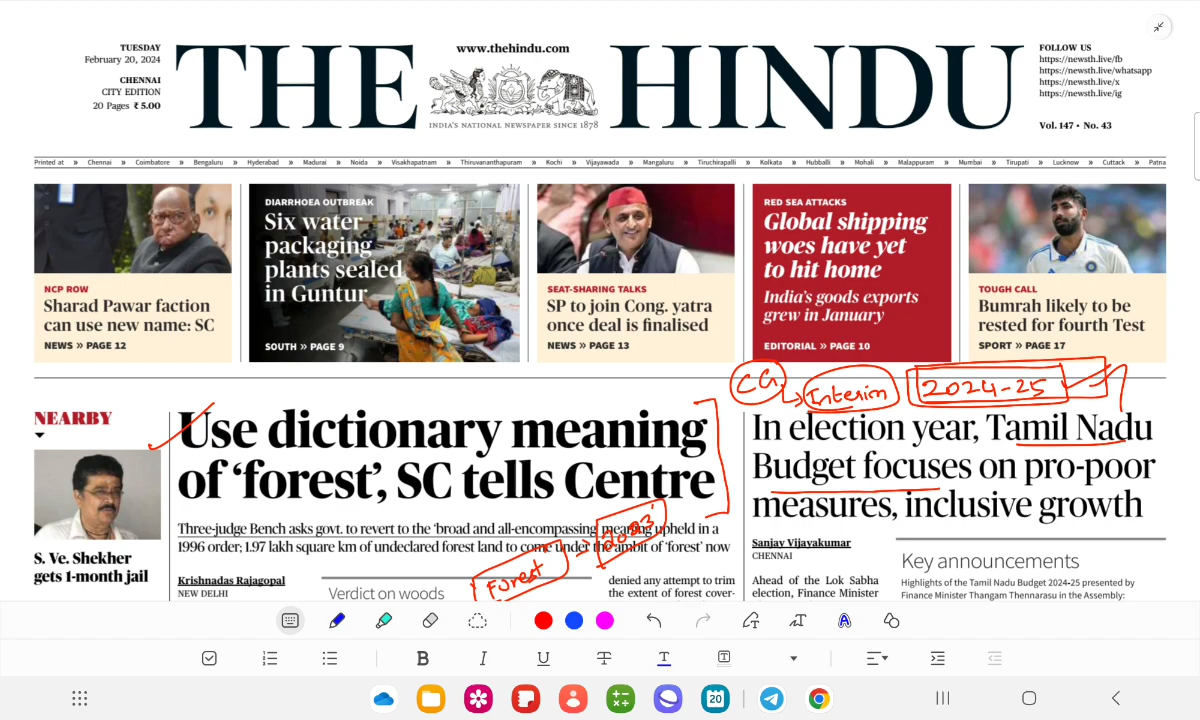 TUESDAY
February 20, 2024
CHENNAI
CITY EDITION
20 Pages ₹ 5.00
THE HINDU
www.thehindu.com
INDIA'S NATIONAL NEWSPAPER SINCE 1878
FOLLOW US
https://newsth.live/fb
https://newsth.live/whatsapp
https://newsth.live/x
https://newsth.live/ig
Vol. 147 • No. 43
Printed at » Chennai » Coimbatore » Bengaluru » Hyderabad » Madurai » Noida » Visakhapatnam » Thiruvananthapuram » Kochi » Vijayawada » Mangaluru » Tiruchirapalli » Kolkata » Hubballi » Mohali » Malappuram » Mumbai » Tirupati » Lucknow » Cuttack » Patna
NCP ROW
Sharad Pawar faction
can use new name: SC
NEWS » PAGE 12
DIARRHOEA OUTBREAK
Six water
packaging
plants sealed
in Guntur
SOUTH » PAGE 9
SEAT-SHARING TALKS
SP to join Cong. yatra
once deal is finalised
NEWS » PAGE 13
RED SEA ATTACKS
Global shipping
woes have yet
to hit home
India's goods exports
grew in January
EDITORIAL » PAGE 10
TOUGH CALL
Bumrah likely to be
rested for fourth Test
SPORT » PAGE 17
CG Interim 2024-25
NEARBY
S. Ve. Shekher
gets 1-month jail
Use dictionary meaning
of 'forest', SC tells Centre
Three-judge Bench asks govt. to revert to the 'broad and all-encompassing meaning upheld in a
1996 order; 1.97 lakh square km of undeclared forest land to come under the ambit of 'forest' now
Forest 2023
Krishnadas Rajagopal
NEW DELHI
Verdict on woods
denied any attempt to trim
the extent of forest cover-
In election year, Tamil Nadu
Budget focuses on pro-poor
measures, inclusive growth
Sanjay Vijayakumar
CHENNAI
Ahead of the Lok Sabha
election, Finance Minister
Key announcements
Highlights of the Tamil Nadu Budget 2024-25 presented by
Finance Minister Thangam Thennarasu in the Assembly:
B I U T T T A
20